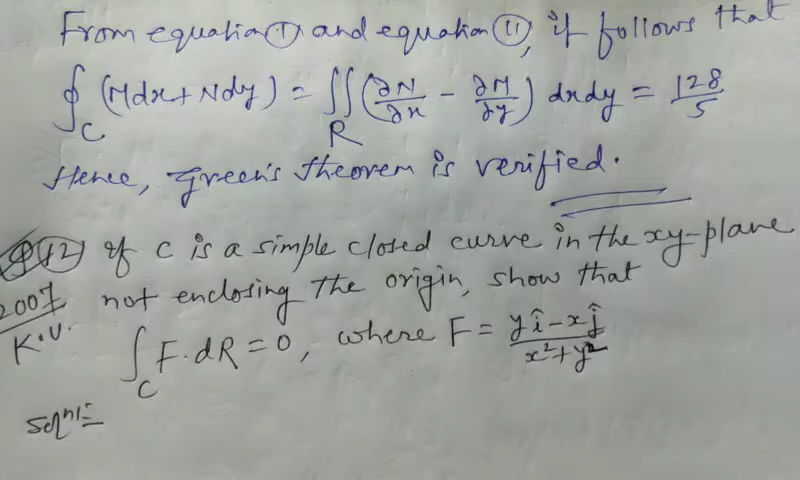 From equation (I) and equation (II), it follows that
∮_C (Mdx + Ndy) = ∬_R (∂N/∂x - ∂M/∂y) dxdy = 128/5
Hence, Green's theorem is verified.
Q12) If C is a simple closed curve in the xy-plane
2007 not enclosing the origin, show that
K.U. ∫_C F.dR = 0, where F = (yî - xĵ)/(x² + y²)
Solⁿ:-